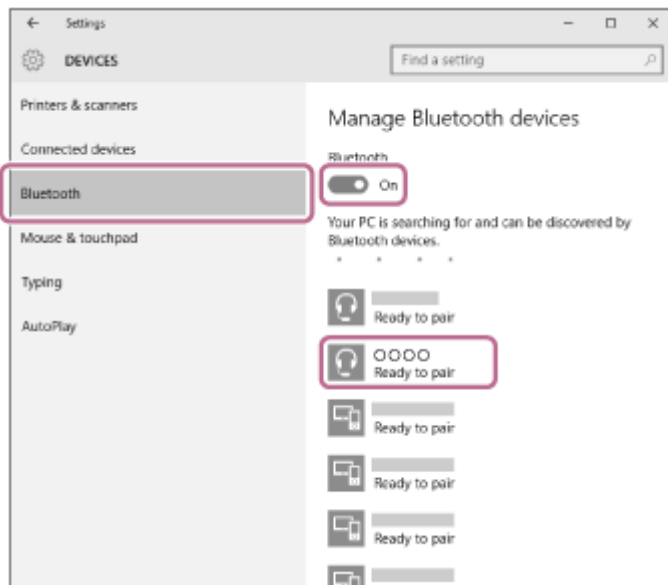 Settings
DEVICES
Find a setting
Printers & scanners
Connected devices
Bluetooth
Mouse & touchpad
Typing
AutoPlay
Manage Bluetooth devices
Bluetooth
On
Your PC is searching for and can be discovered by
Bluetooth devices.
Ready to pair
OOOO
Ready to pair
Ready to pair
Ready to pair
Ready to pair